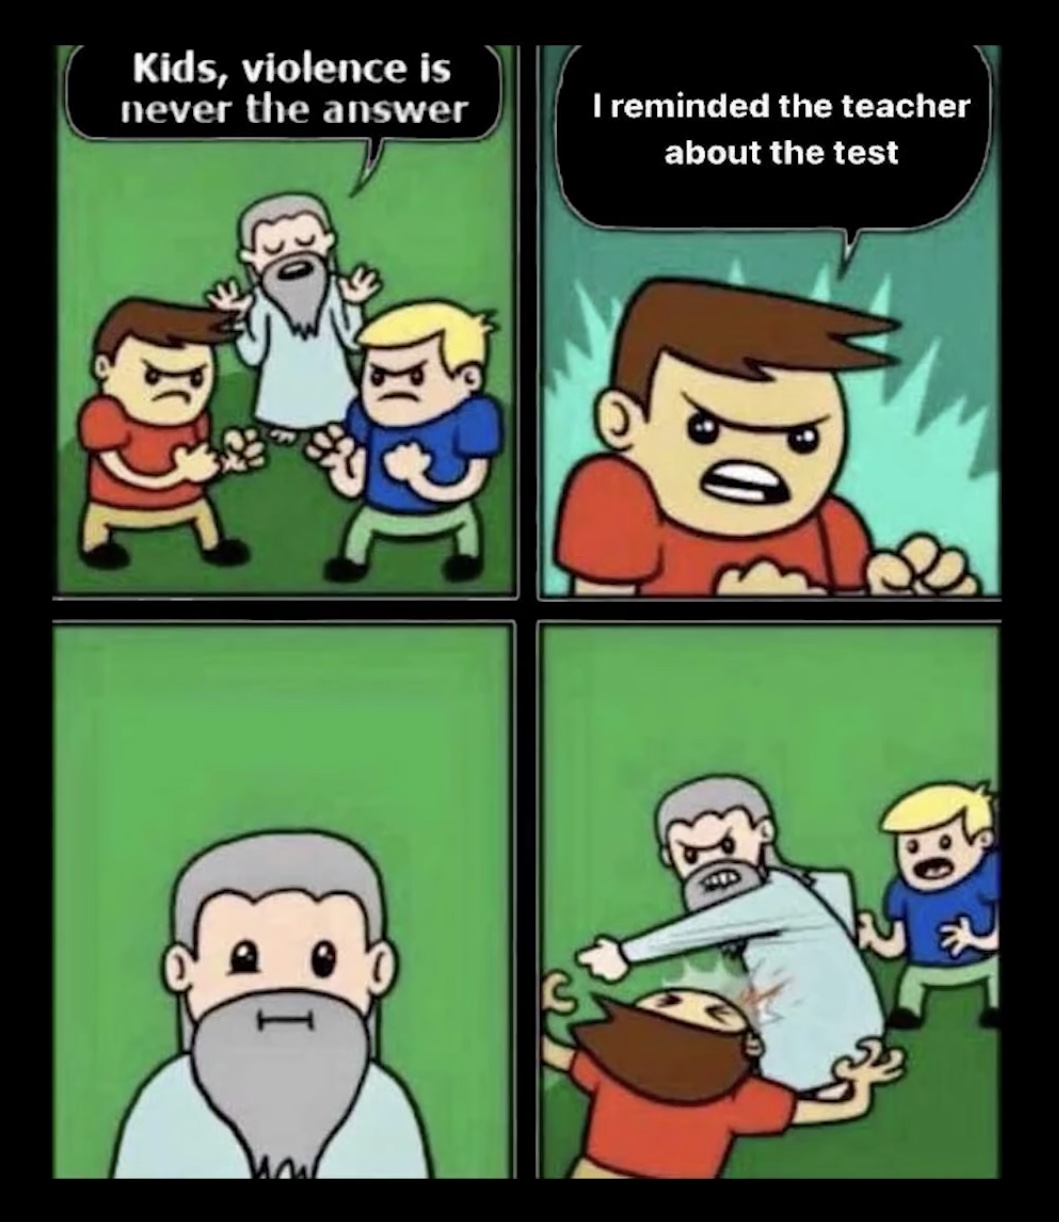 Kids, violence is
never the answer
I reminded the teacher
about the test